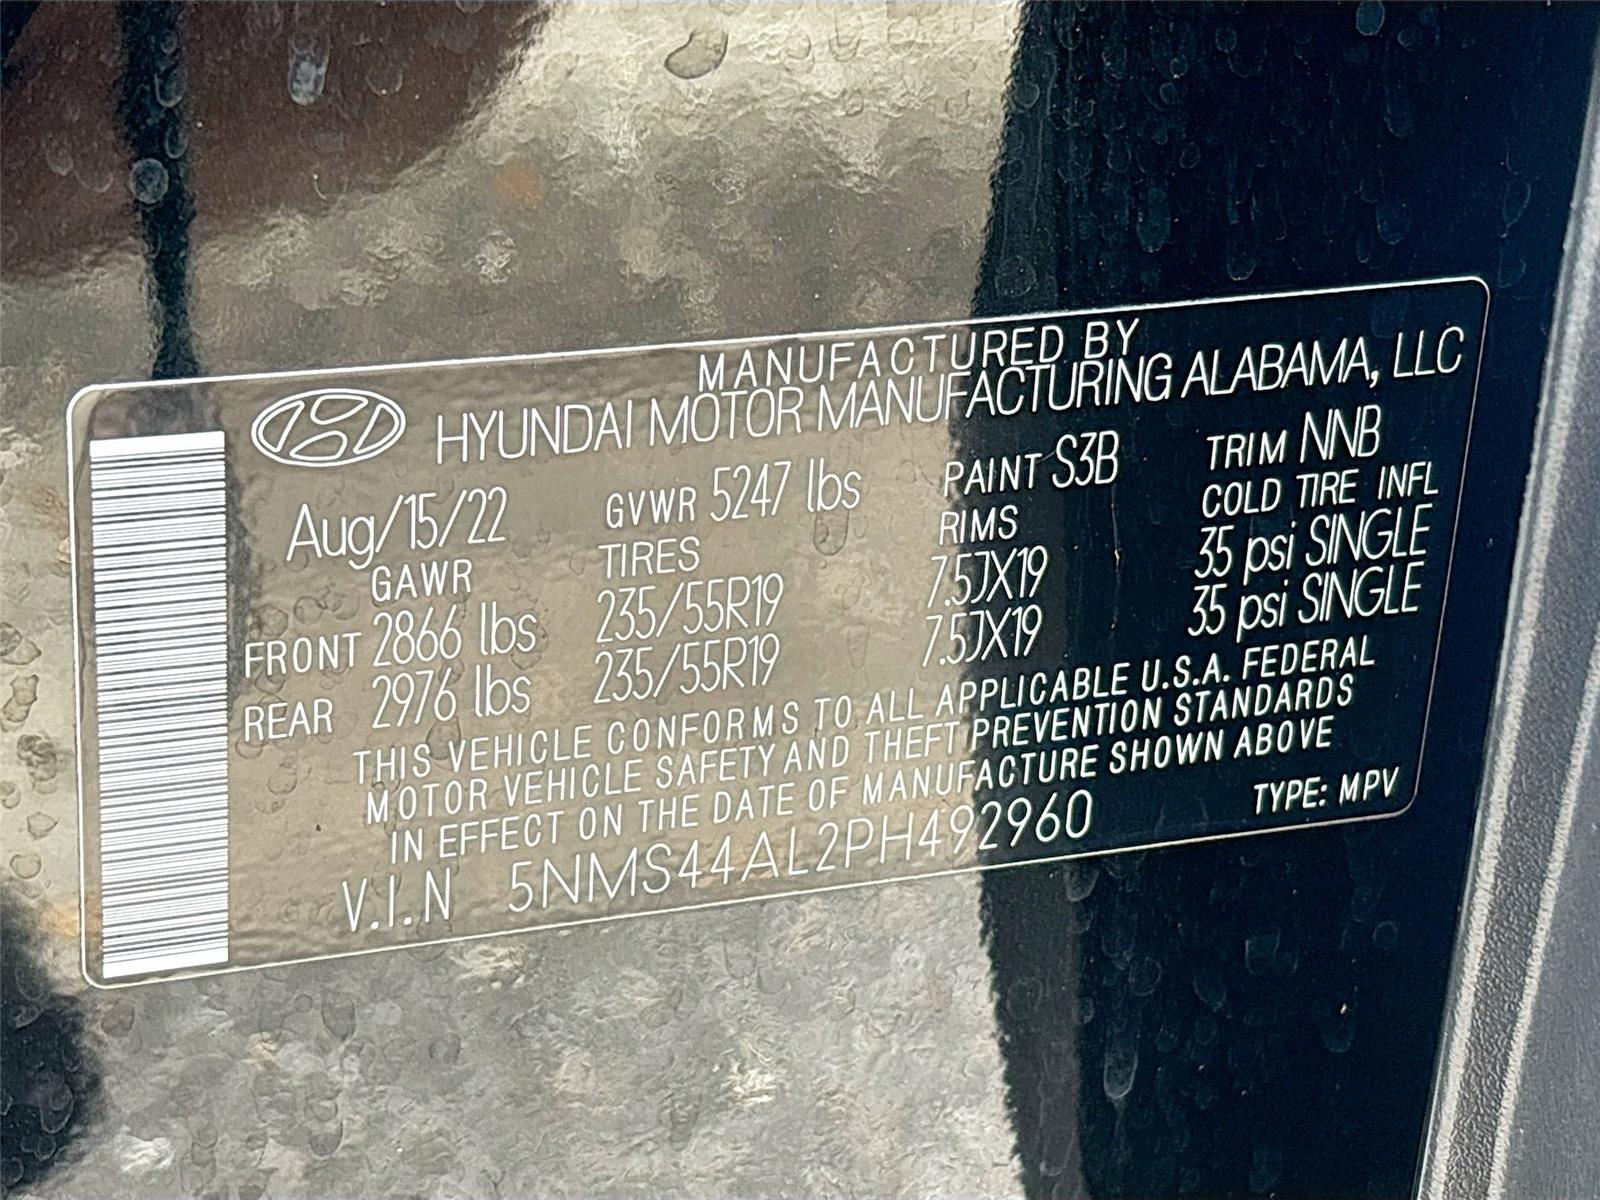 MANUFACTURED BY
HYUNDAI MOTOR MANUFACTURING ALABAMA, LLC
Aug/15/22 GVWR 5247 lbs PAINT S3B TRIM NNB
GAWR TIRES RIMS COLD TIRE INFL
FRONT 2866 lbs 235/55R19 7.5JX19 35 psi SINGLE
REAR 2976 lbs 235/55R19 7.5JX19 35 psi SINGLE
THIS VEHICLE CONFORMS TO ALL APPLICABLE U.S.A. FEDERAL
MOTOR VEHICLE SAFETY AND THEFT PREVENTION STANDARDS
IN EFFECT ON THE DATE OF MANUFACTURE SHOWN ABOVE
V.I.N 5NMS44AL2PH492960 TYPE: MPV